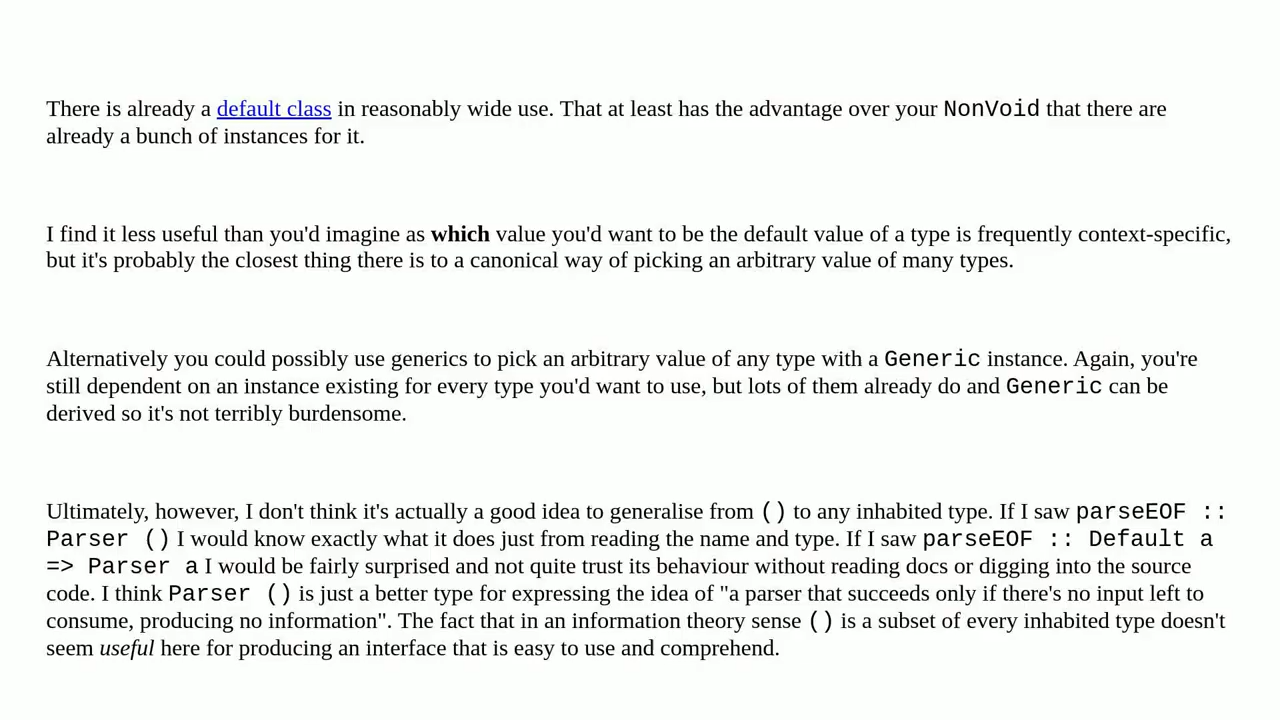 There is already a default class in reasonably wide use. That at least has the advantage over your NonVoid that there are
already a bunch of instances for it.
I find it less useful than you'd imagine as which value you'd want to be the default value of a type is frequently context-specific,
but it's probably the closest thing there is to a canonical way of picking an arbitrary value of many types.
Alternatively you could possibly use generics to pick an arbitrary value of any type with a Generic instance. Again, you're
still dependent on an instance existing for every type you'd want to use, but lots of them already do and Generic can be
derived so it's not terribly burdensome.
Ultimately, however, I don't think it's actually a good idea to generalise from () to any inhabited type. If I saw parseEOF ::
Parser () I would know exactly what it does just from reading the name and type. If I saw parseEOF :: Default a
=> Parser a I would be fairly surprised and not quite trust its behaviour without reading docs or digging into the source
code. I think Parser () is just a better type for expressing the idea of "a parser that succeeds only if there's no input left to
consume, producing no information". The fact that in an information theory sense () is a subset of every inhabited type doesn't
seem useful here for producing an interface that is easy to use and comprehend.